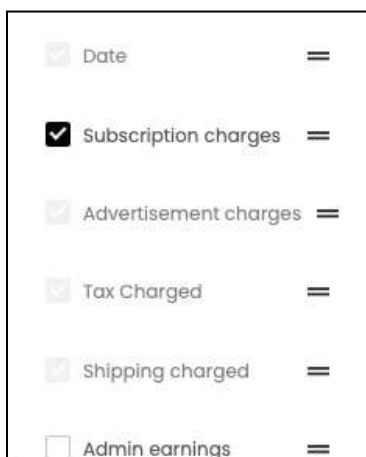 Date
Subscription charges
Advertisement charges
Tax Charged
Shipping charged
Admin earnings